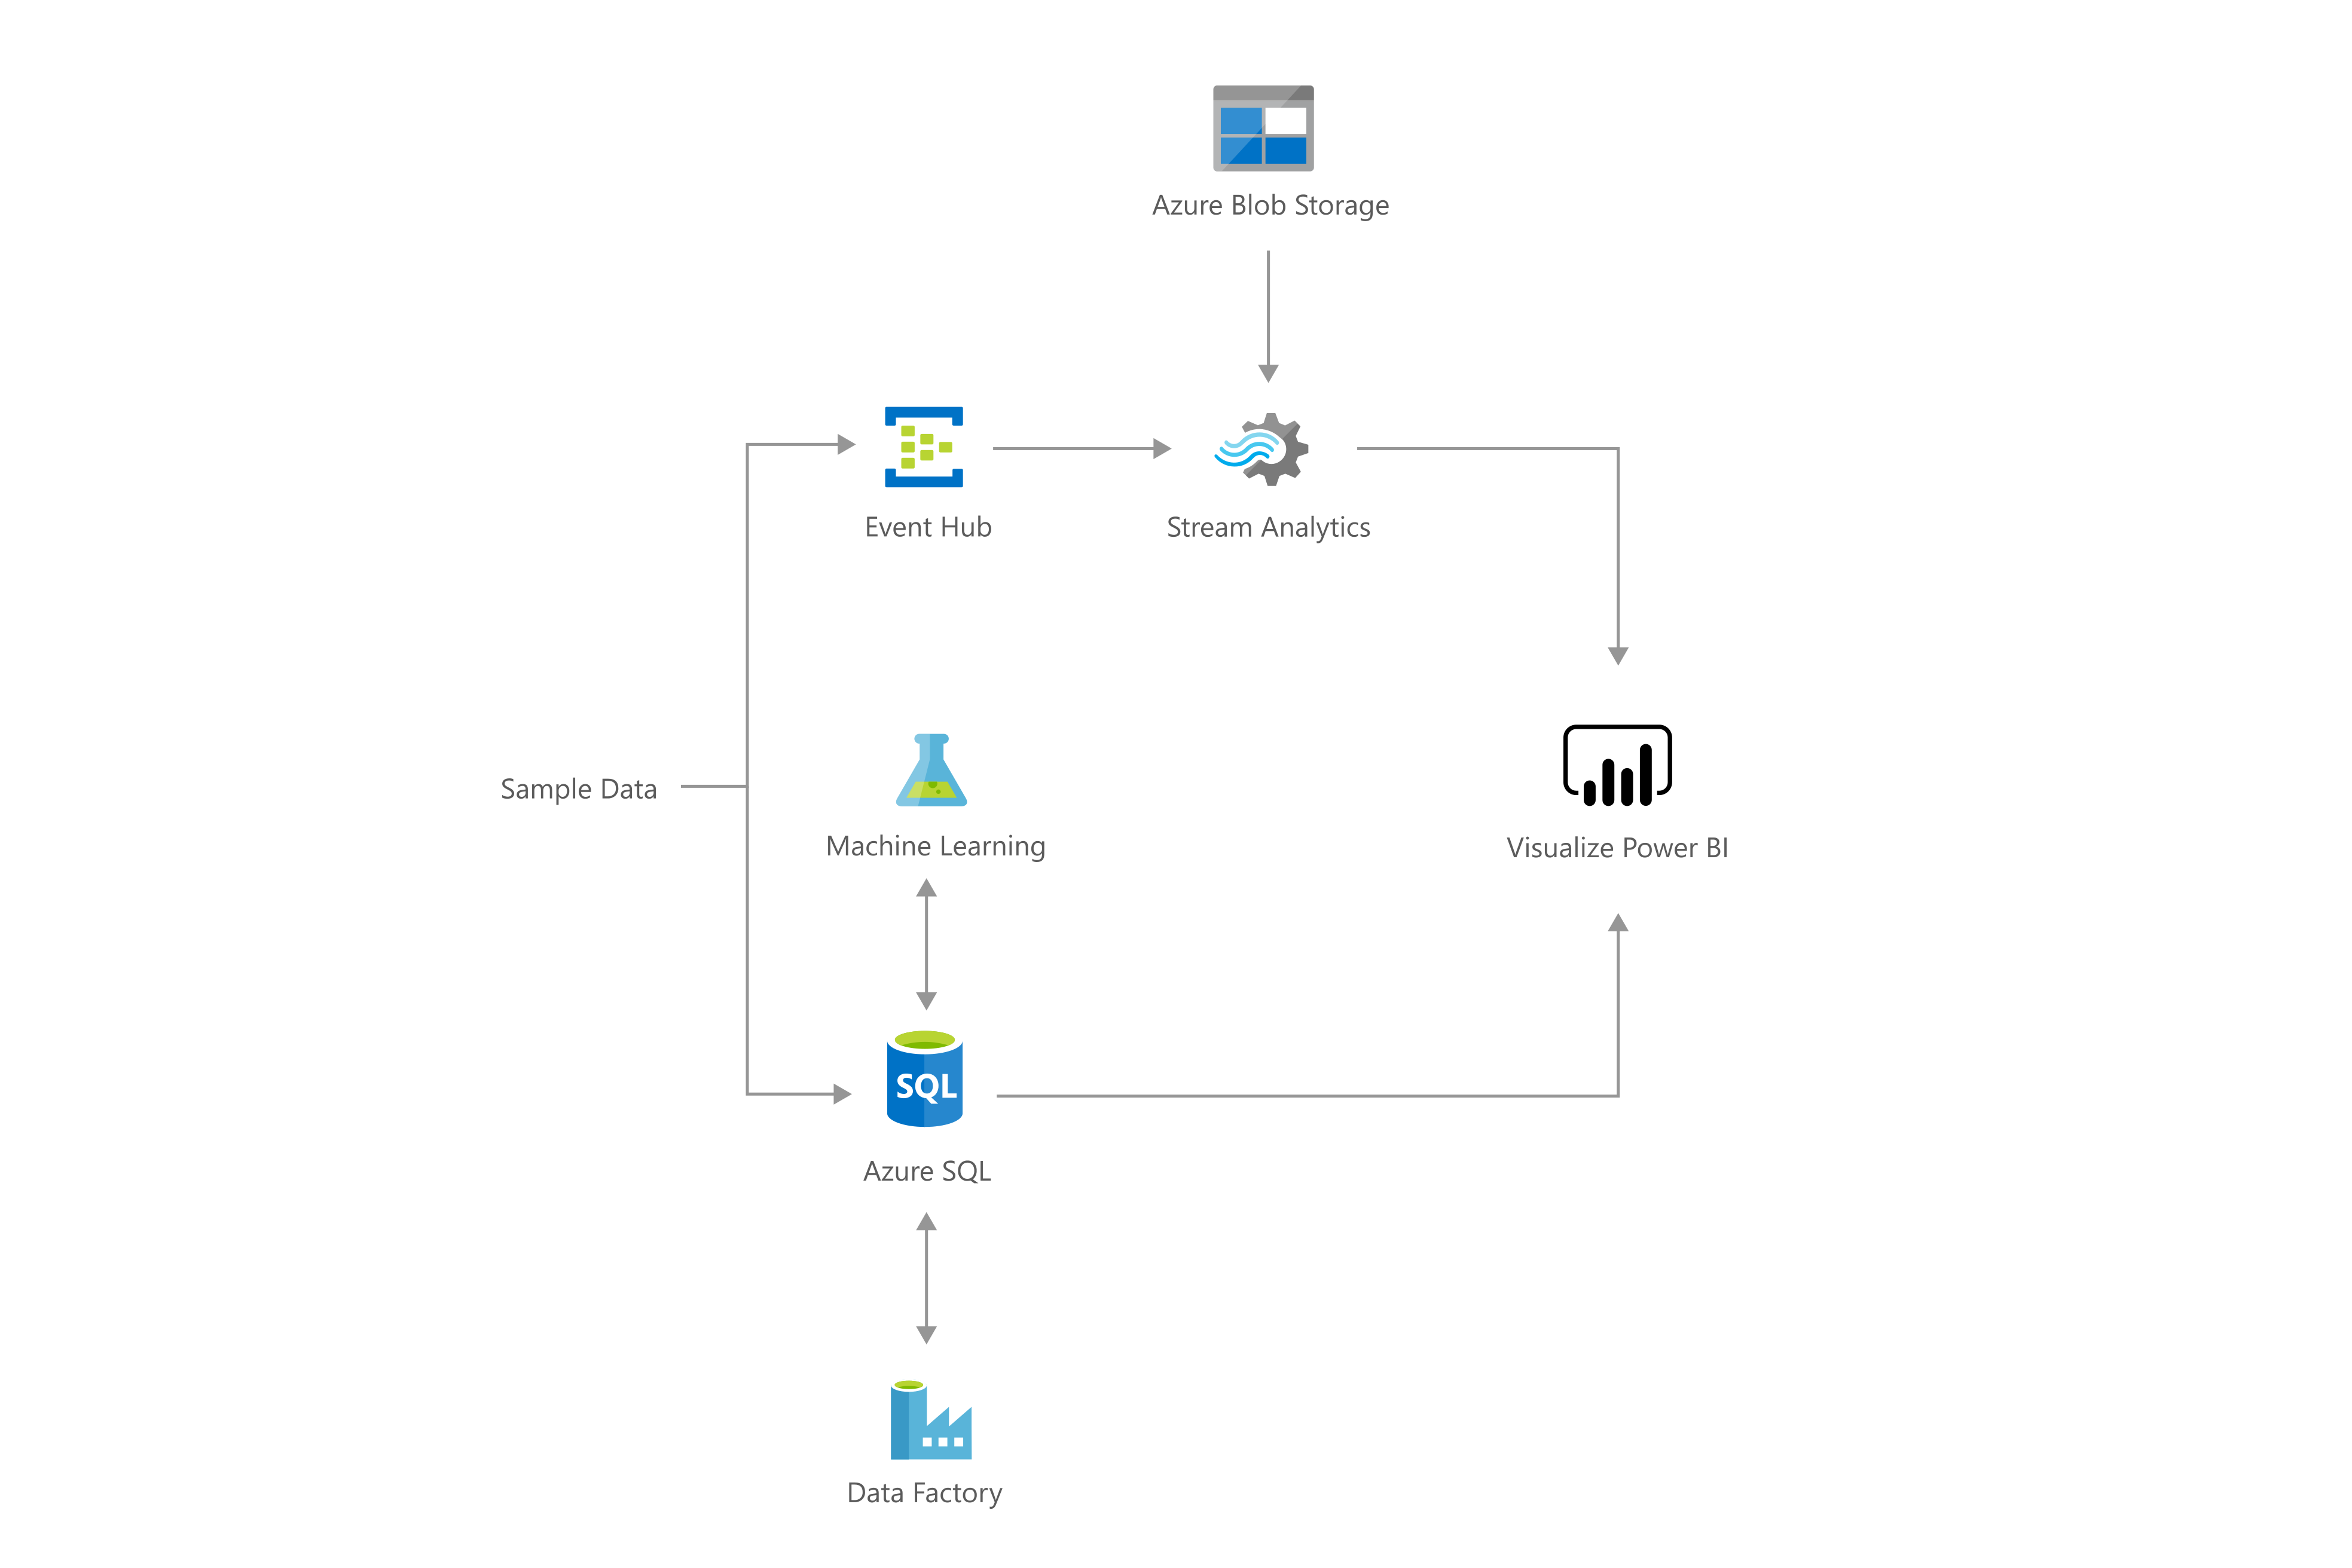 Azure Blob Storage
Event Hub
Stream Analytics
Sample Data
Machine Learning
Visualize Power BI
SQL
Azure SQL
Data Factory